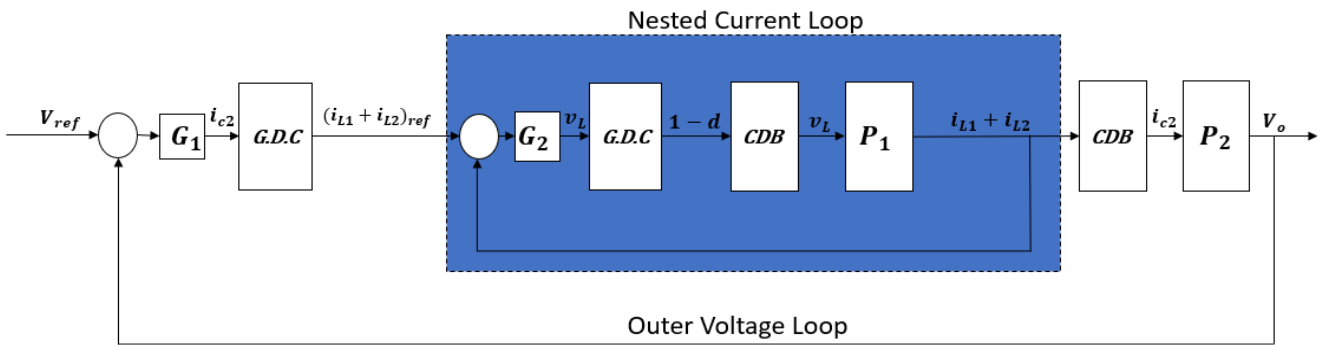 Nested Current Loop
V_ref
G_1
i_c2
G.D.C
(i_L1 + i_L2)_ref
G_2
v_L
G.D.C
1 − d
CDB
v_L
P_1
i_L1 + i_L2
CDB
i_c2
P_2
V_o
Outer Voltage Loop